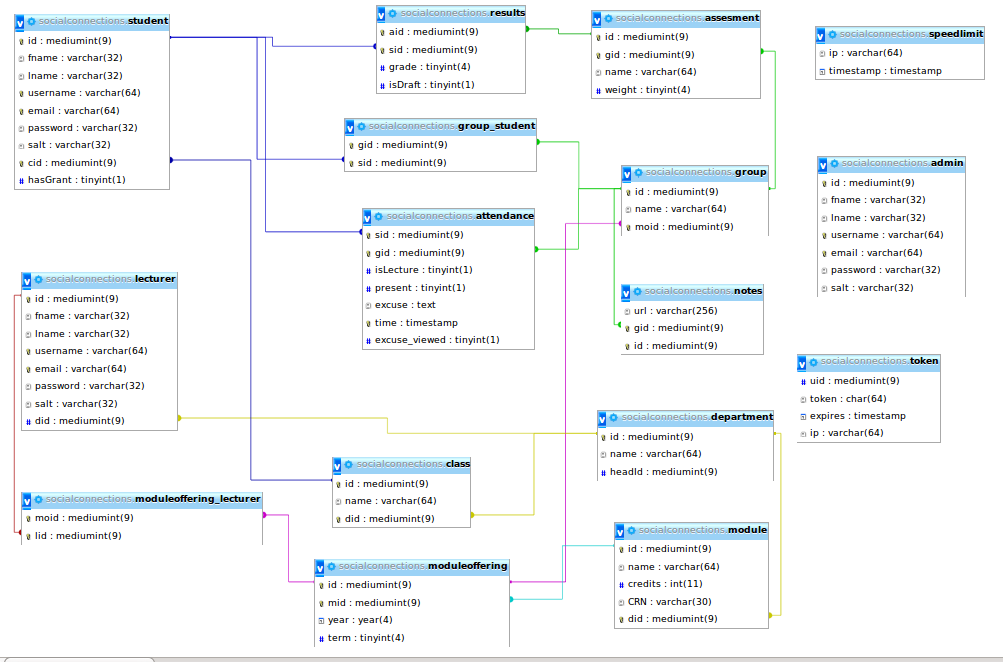 socialconnections.student
id : mediumint(9)
fname : varchar(32)
lname : varchar(32)
username : varchar(64)
email : varchar(64)
password : varchar(32)
salt : varchar(32)
cid : mediumint(9)
hasGrant : tinyint(1)
socialconnections.results
aid : mediumint(9)
sid : mediumint(9)
grade : tinyint(4)
isDraft : tinyint(1)
socialconnections.assesment
id : mediumint(9)
gid : mediumint(9)
name : varchar(64)
weight : tinyint(4)
socialconnections.speedlimit
ip : varchar(64)
timestamp : timestamp
socialconnections.group_student
gid : mediumint(9)
sid : mediumint(9)
socialconnections.group
id : mediumint(9)
name : varchar(64)
moid : mediumint(9)
socialconnections.admin
id : mediumint(9)
fname : varchar(32)
lname : varchar(32)
username : varchar(64)
email : varchar(64)
password : varchar(32)
salt : varchar(32)
socialconnections.attendance
sid : mediumint(9)
gid : mediumint(9)
isLecture : tinyint(1)
present : tinyint(1)
excuse : text
time : timestamp
excuse_viewed : tinyint(1)
socialconnections.lecturer
id : mediumint(9)
fname : varchar(32)
lname : varchar(32)
username : varchar(64)
email : varchar(64)
password : varchar(32)
salt : varchar(32)
did : mediumint(9)
socialconnections.notes
url : varchar(256)
gid : mediumint(9)
id : mediumint(9)
socialconnections.token
uid : mediumint(9)
token : char(64)
expires : timestamp
ip : varchar(64)
socialconnections.department
id : mediumint(9)
name : varchar(64)
headId : mediumint(9)
socialconnections.class
id : mediumint(9)
name : varchar(64)
did : mediumint(9)
socialconnections.moduleoffering_lecturer
moid : mediumint(9)
lid : mediumint(9)
socialconnections.module
id : mediumint(9)
name : varchar(64)
credits : int(11)
CRN : varchar(30)
did : mediumint(9)
socialconnections.moduleoffering
id : mediumint(9)
mid : mediumint(9)
year : year(4)
term : tinyint(4)